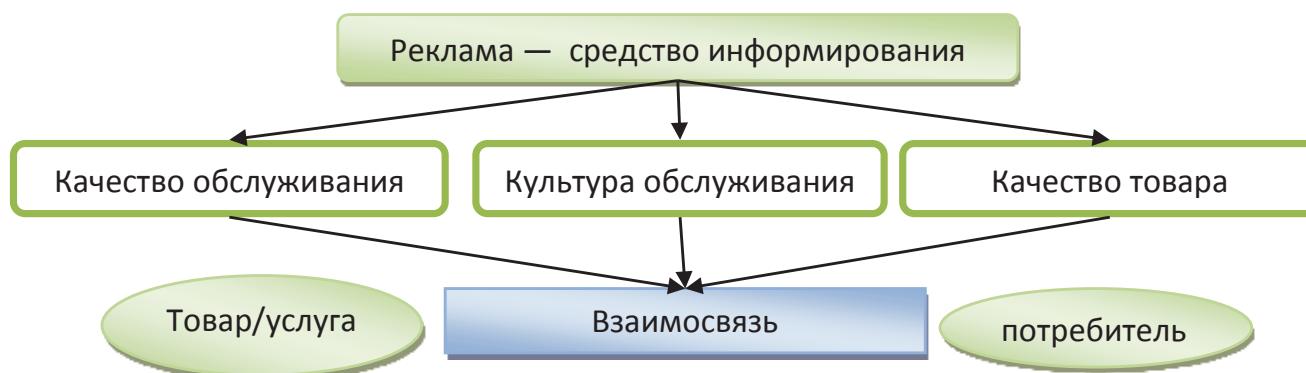 Реклама — средство информирования
Качество обслуживания
Культура обслуживания
Качество товара
Товар/услуга
Взаимосвязь
потребитель